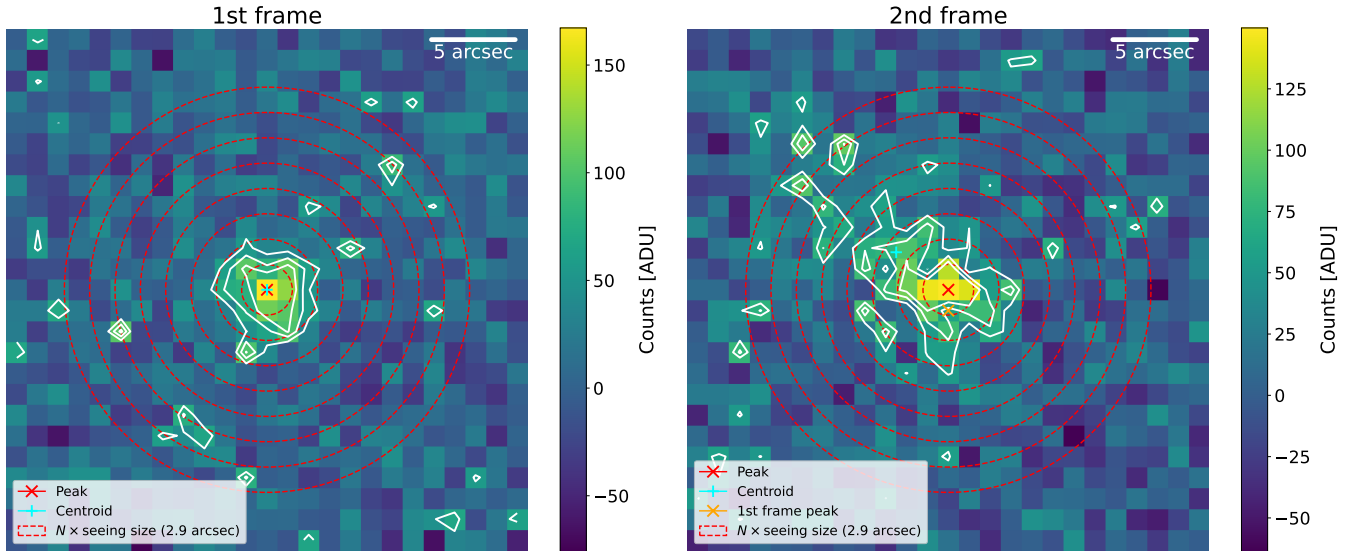 1st frame
5 arcsec
Peak
Centroid
N × seeing size (2.9 arcsec)
150
100
50
0
−50
Counts [ADU]
2nd frame
5 arcsec
Peak
Centroid
1st frame peak
N × seeing size (2.9 arcsec)
125
100
75
50
25
0
−25
−50
Counts [ADU]